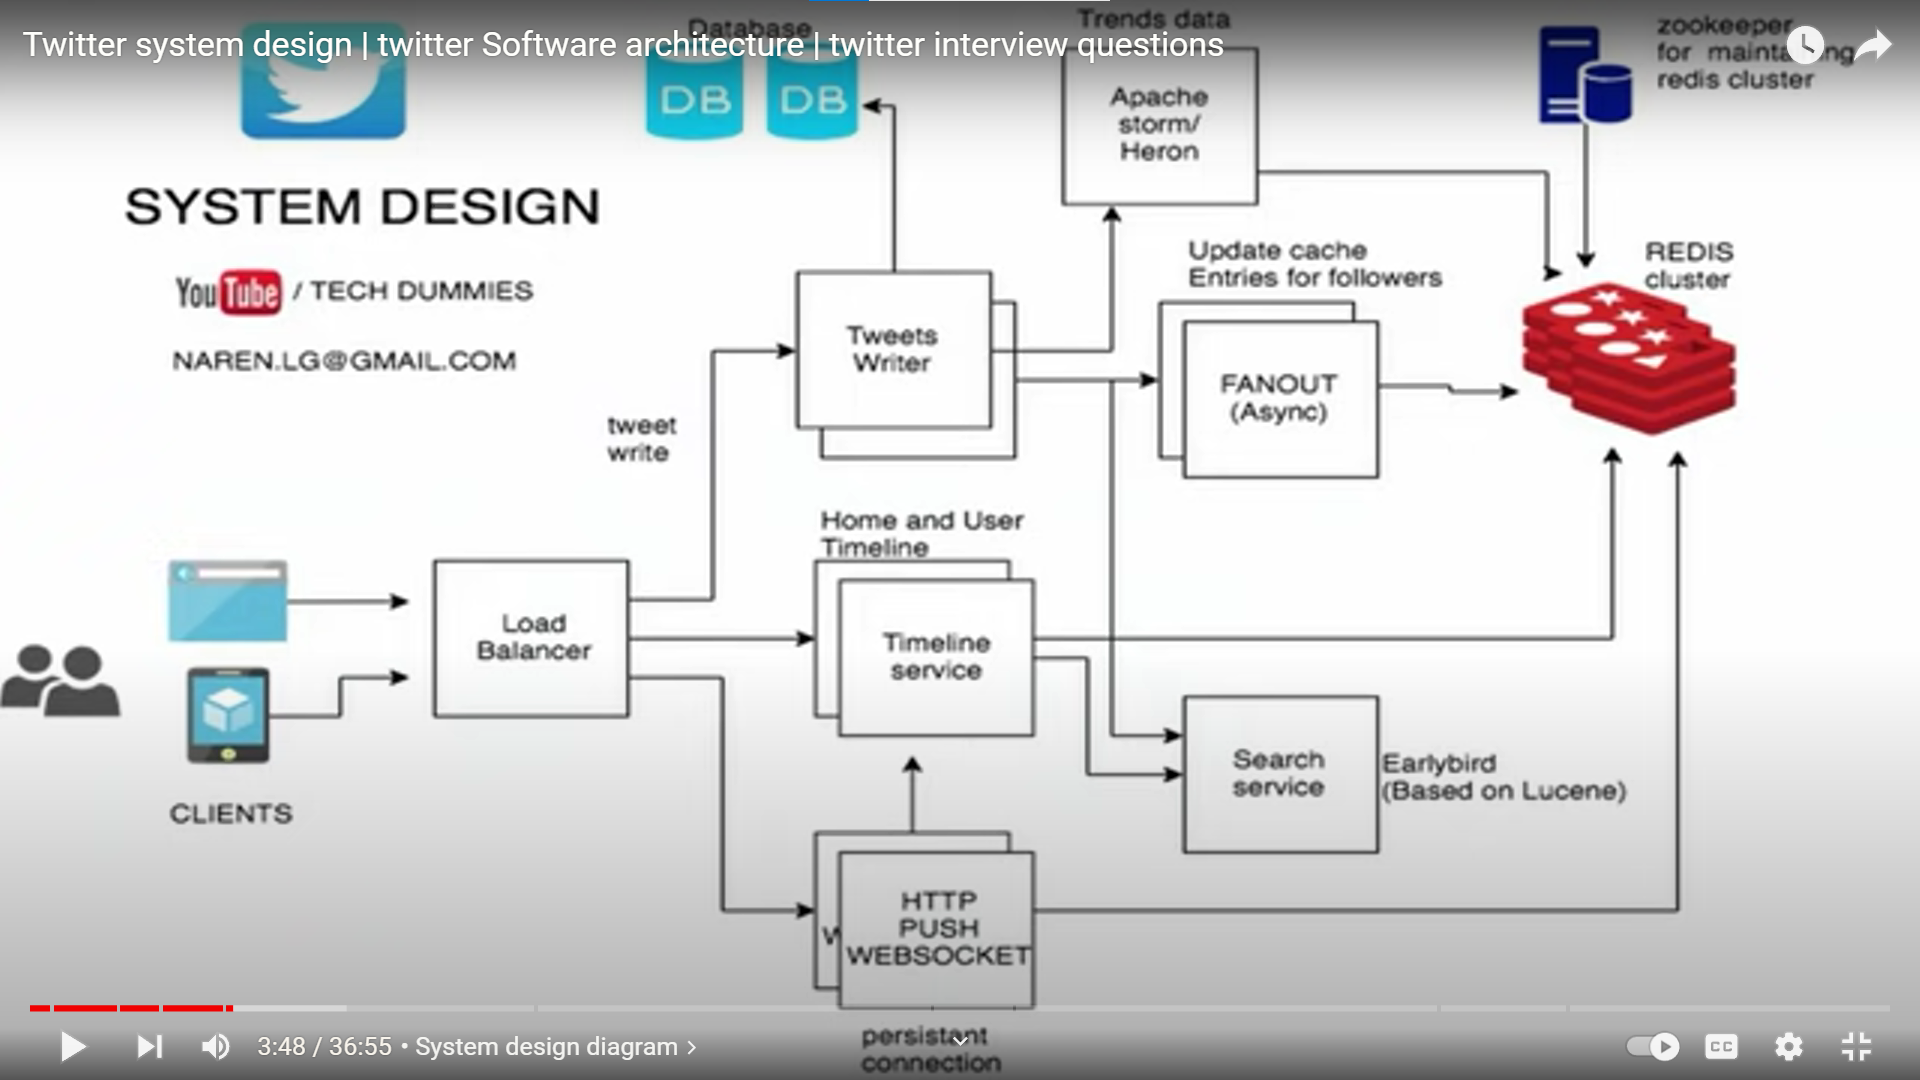 Twitter system design | twitter Software architecture | twitter interview questions
Database
DB
DB
Trends data
Apache
storm/
Heron
zookeeper
for
redis cluster
SYSTEM DESIGN
YouTube / TECH DUMMIES
NAREN.LG@GMAIL.COM
tweet
write
Tweets
Writer
Update cache
Entries for followers
FANOUT
(Async)
REDIS
cluster
Home and User
Timeline
Timeline
service
Load
Balancer
CLIENTS
Search
service
Earlybird
(Based on Lucene)
W
HTTP
PUSH
WEBSOCKET
persistant
connection
3:48 / 36:55 • System design diagram >
CC